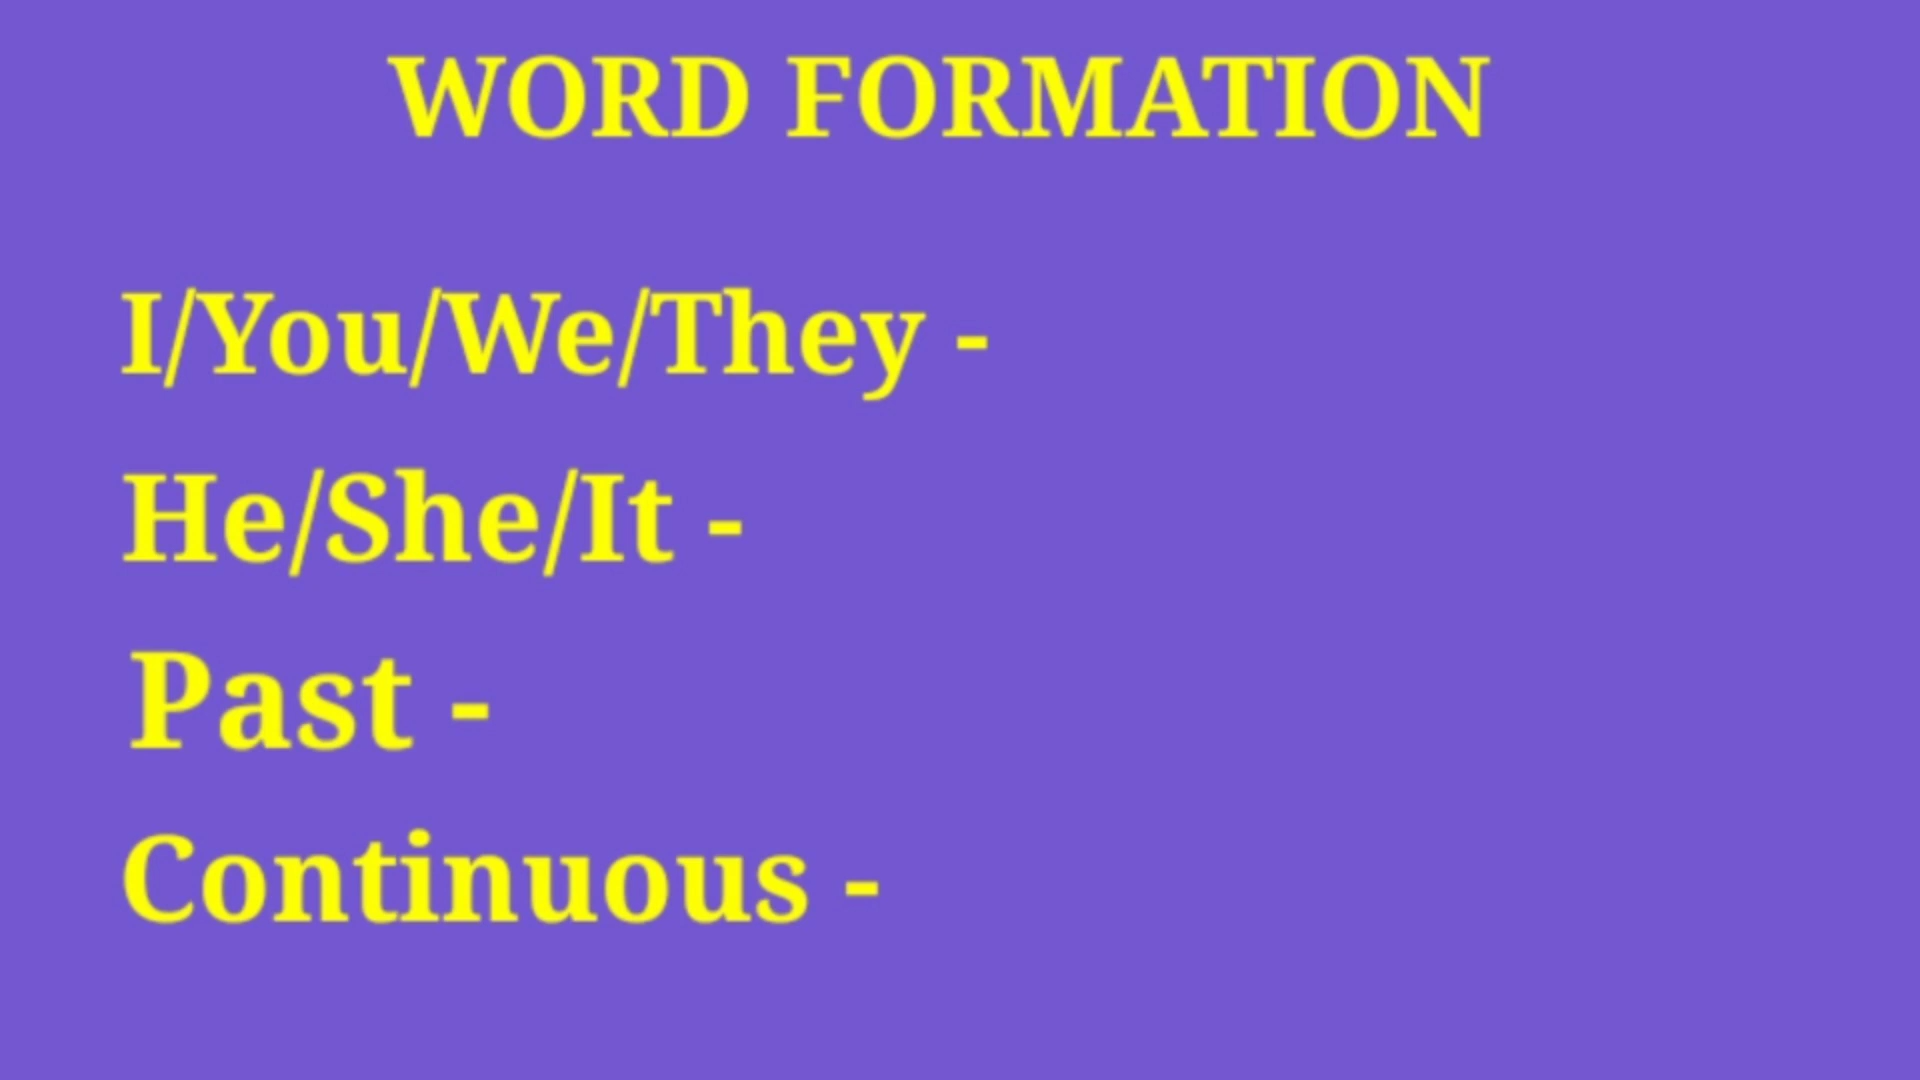 WORD FORMATION
I/You/We/They -
He/She/It -
Past -
Continuous -